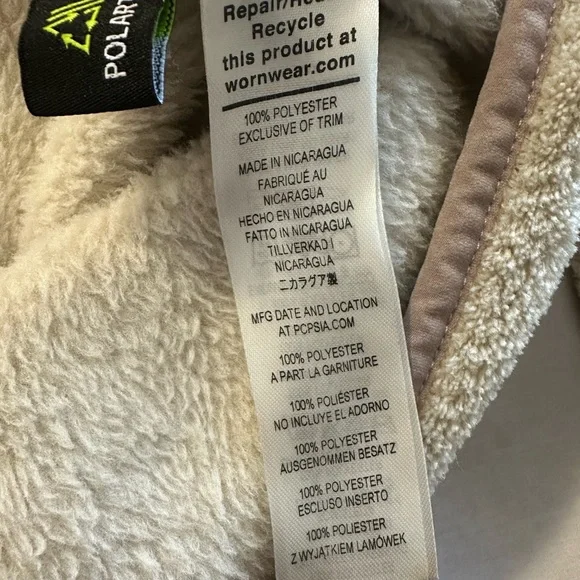 POLART
Repair/Reuse
Recycle
this product at
wornwear.com
100% POLYESTER
EXCLUSIVE OF TRIM
MADE IN NICARAGUA
FABRIQUÉ AU
NICARAGUA
HECHO EN NICARAGUA
FATTO IN NICARAGUA
TILLVERKAD I
NICARAGUA
ニカラグア製
MFG DATE AND LOCATION
AT PCPSIA.COM
100% POLYESTER
A PART LA GARNITURE
100% POLIÉSTER
NO INCLUYE EL ADORNO
100% POLYESTER
AUSGENOMMEN BESATZ
100% POLIESTERE
ESCLUSO INSERTO
100% POLIESTER
Z WYJĄTKIEM LAMÓWEK